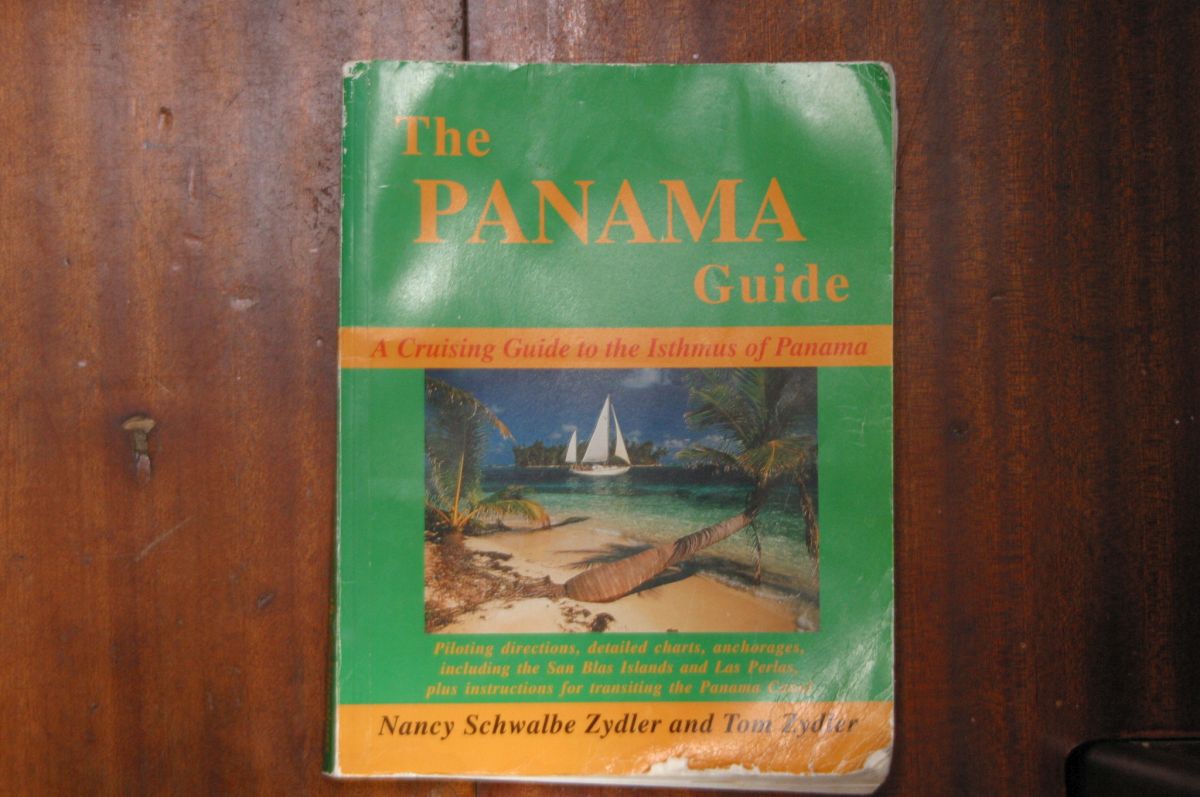 The
PANAMA
Guide
A Cruising Guide to the Isthmus of Panama
Piloting directions, detailed charts, anchorages,
including the San Blas Islands and Las Perlas,
plus instructions for transiting the Panama Canal
Nancy Schwalbe Zydler and Tom Zydler